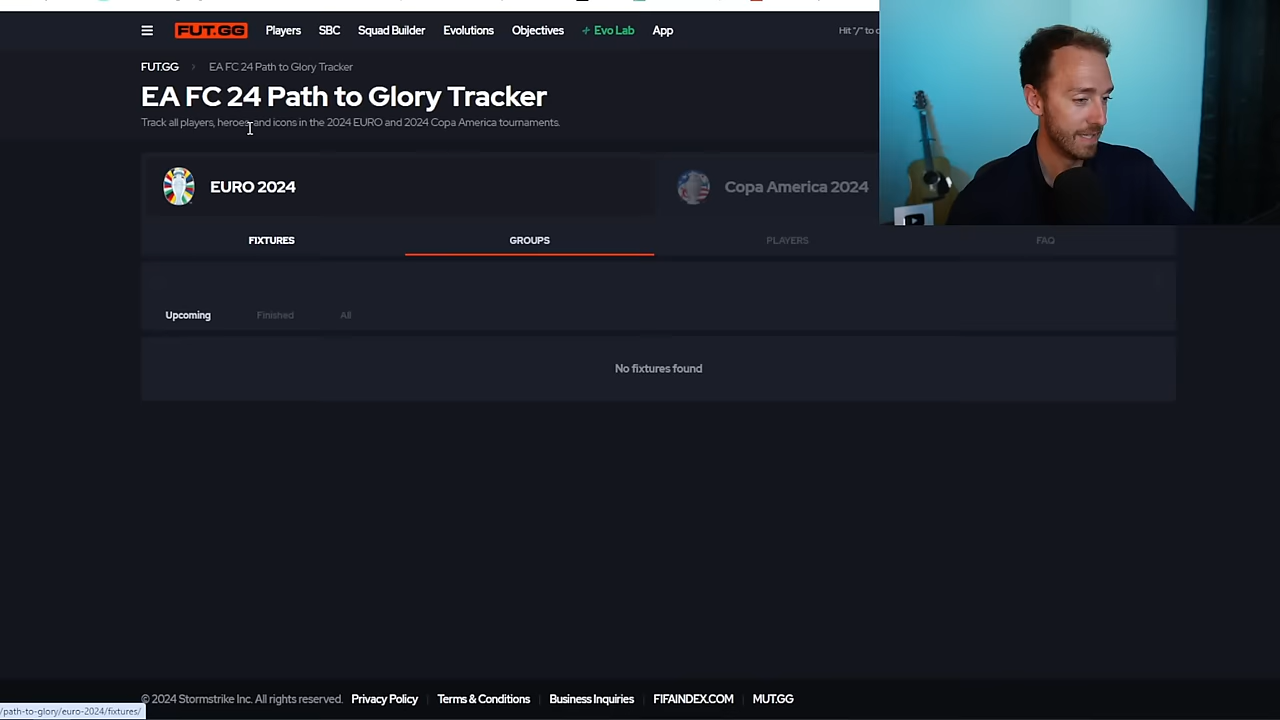 FUT.GG Players SBC Squad Builder Evolutions Objectives + Evo Lab App Hit "/" to
FUT.GG > EA FC 24 Path to Glory Tracker
EA FC 24 Path to Glory Tracker
Track all players, heroes and icons in the 2024 EURO and 2024 Copa America tournaments.
EURO 2024 Copa America 2024
FIXTURES GROUPS PLAYERS FAQ
Upcoming Finished All
No fixtures found
© 2024 Stormstrike Inc. All rights reserved. Privacy Policy Terms & Conditions Business Inquiries FIFAINDEX.COM MUT.GG
/path-to-glory/euro-2024/fixtures/